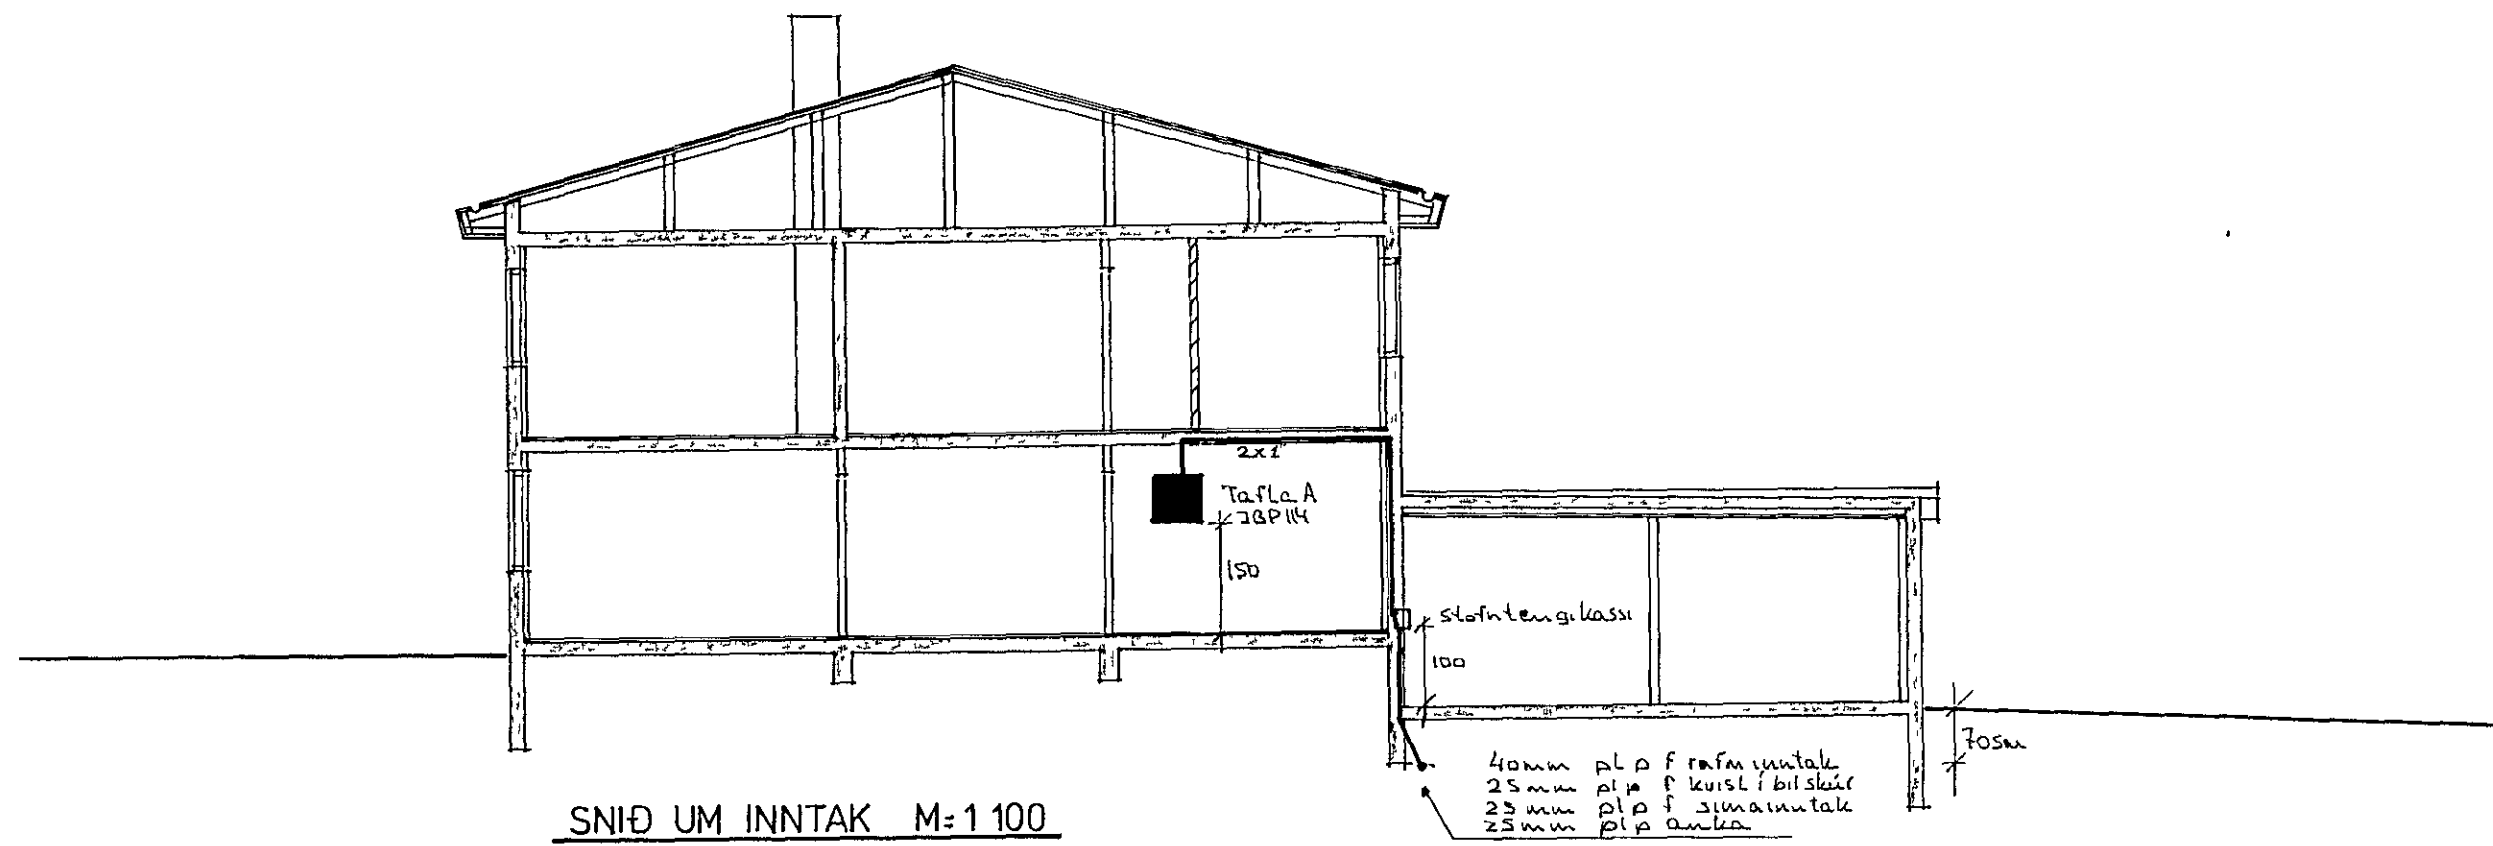 2x1"
Tafla A
JBP114
150
stofntengikassi
100
70sm
40mm pl p f rafm inntak
25mm pl p f kvisl í bílskúr
25mm pl p f símainntak
25mm pl p auka
SNIÐ UM INNTAK M=1 100